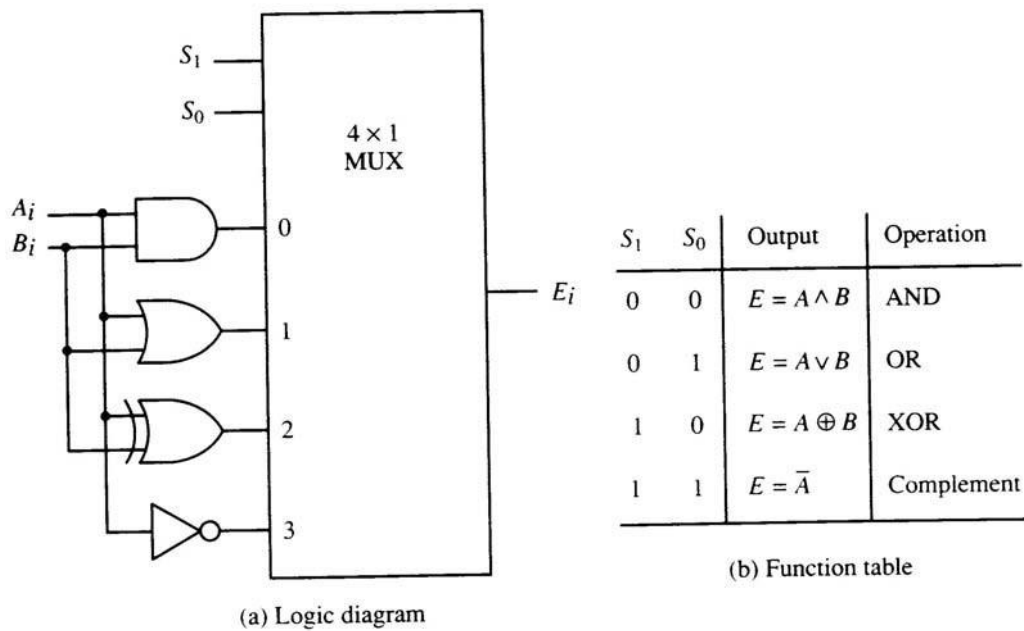 S₁
S₀
4 × 1
MUX
Aᵢ
Bᵢ
0
1
2
3
Eᵢ
(a) Logic diagram
S₁ S₀ Output Operation
0 0 E = A ∧ B AND
0 1 E = A ∨ B OR
1 0 E = A ⊕ B XOR
1 1 E = A̅ Complement
(b) Function table